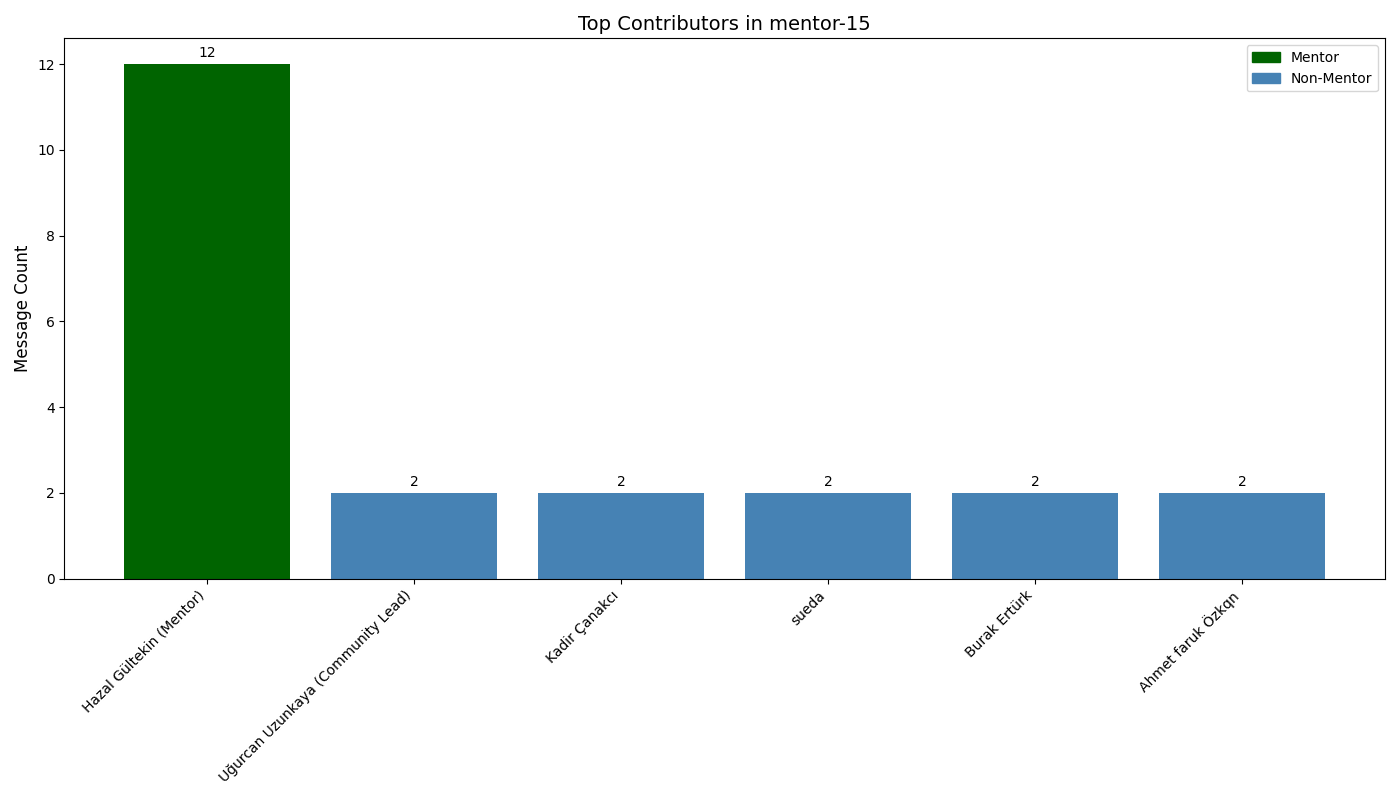 Top Contributors in mentor-15
12
Mentor
Non-Mentor
12
10
8
6
4
2
0
Message Count
2
2
2
2
2
Hazal Gültekin (Mentor)
Uğurcan Uzunkaya (Community Lead)
Kadir Çanakcı
sueda
Burak Ertürk
Ahmet faruk Özkqn